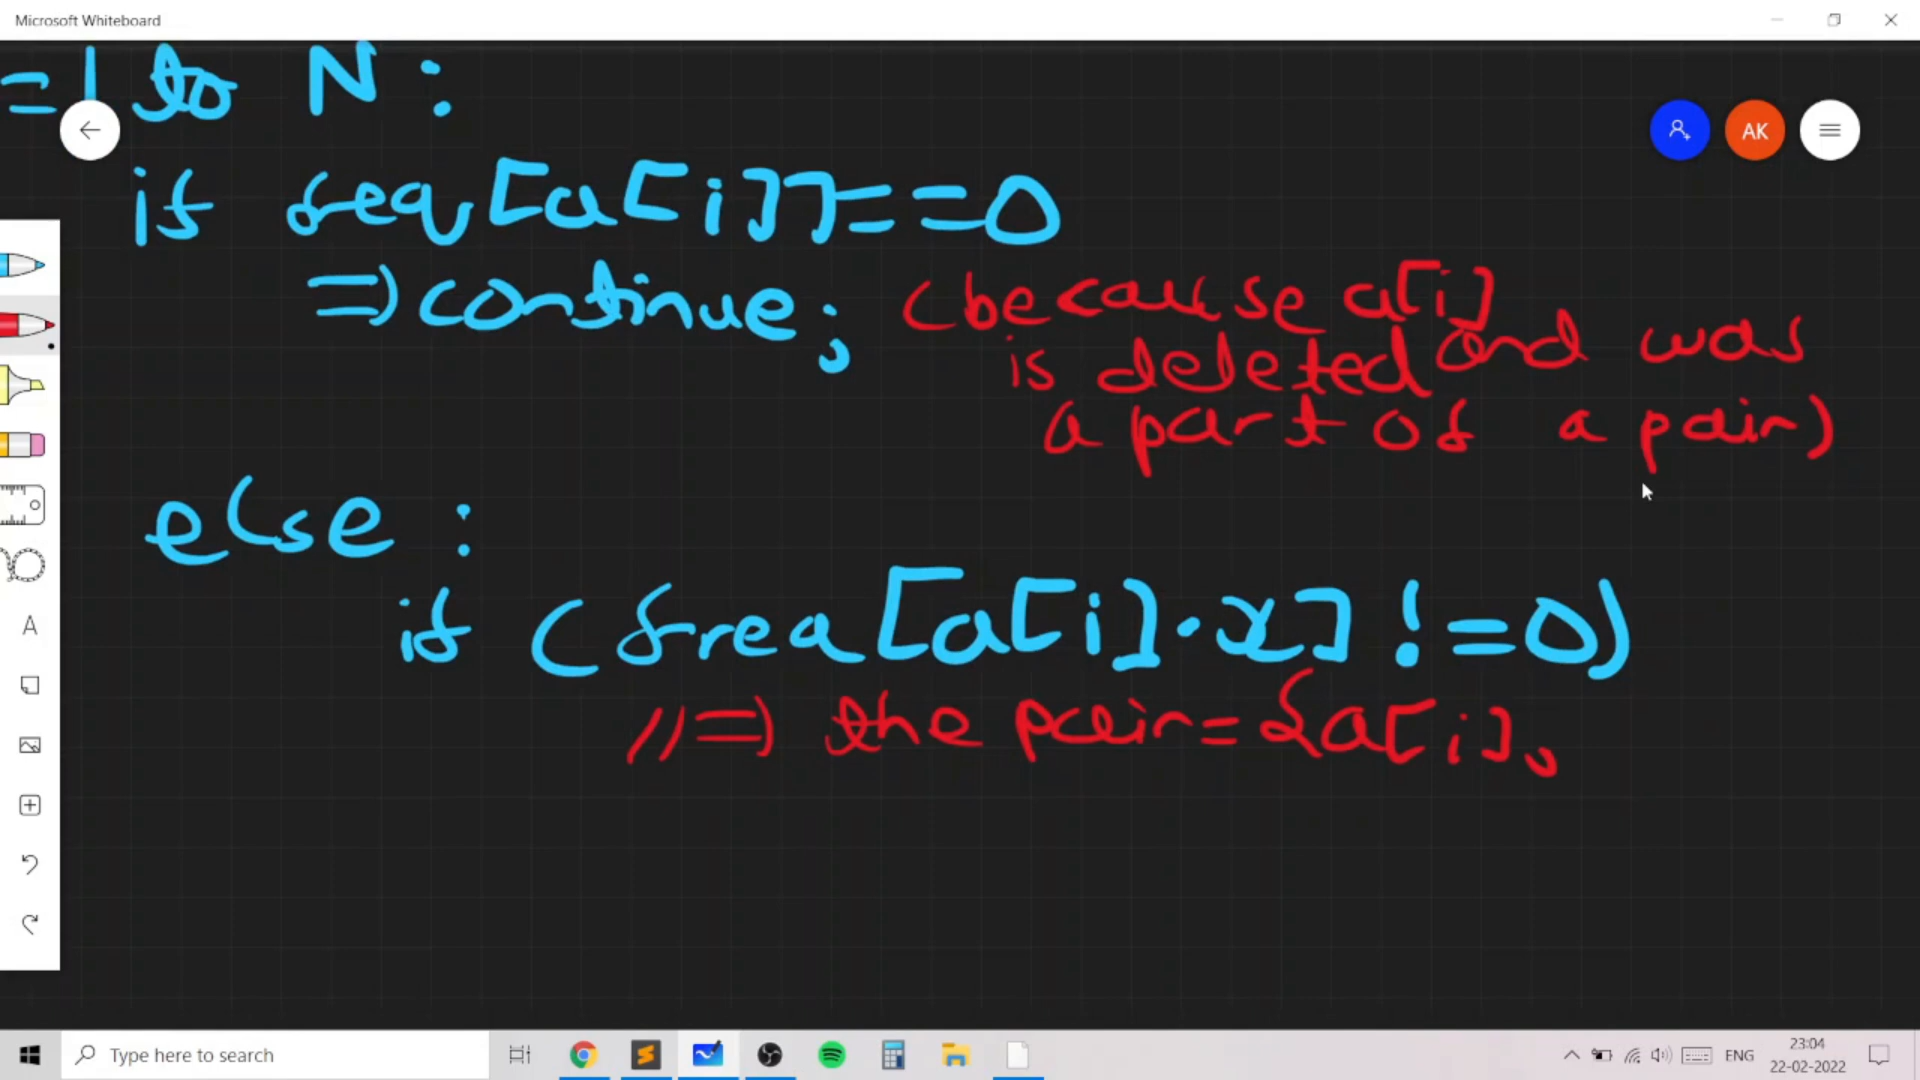 Microsoft Whiteboard
=1 to N :
AK
if freq[a[i]]==0
=> continue; (because a[i]
is deleted and was
a part of a pair)
else :
if (freq[a[i]·x] !=0)
//=> the pair={a[i],
A
Type here to search
ENG
23:04
22-02-2022